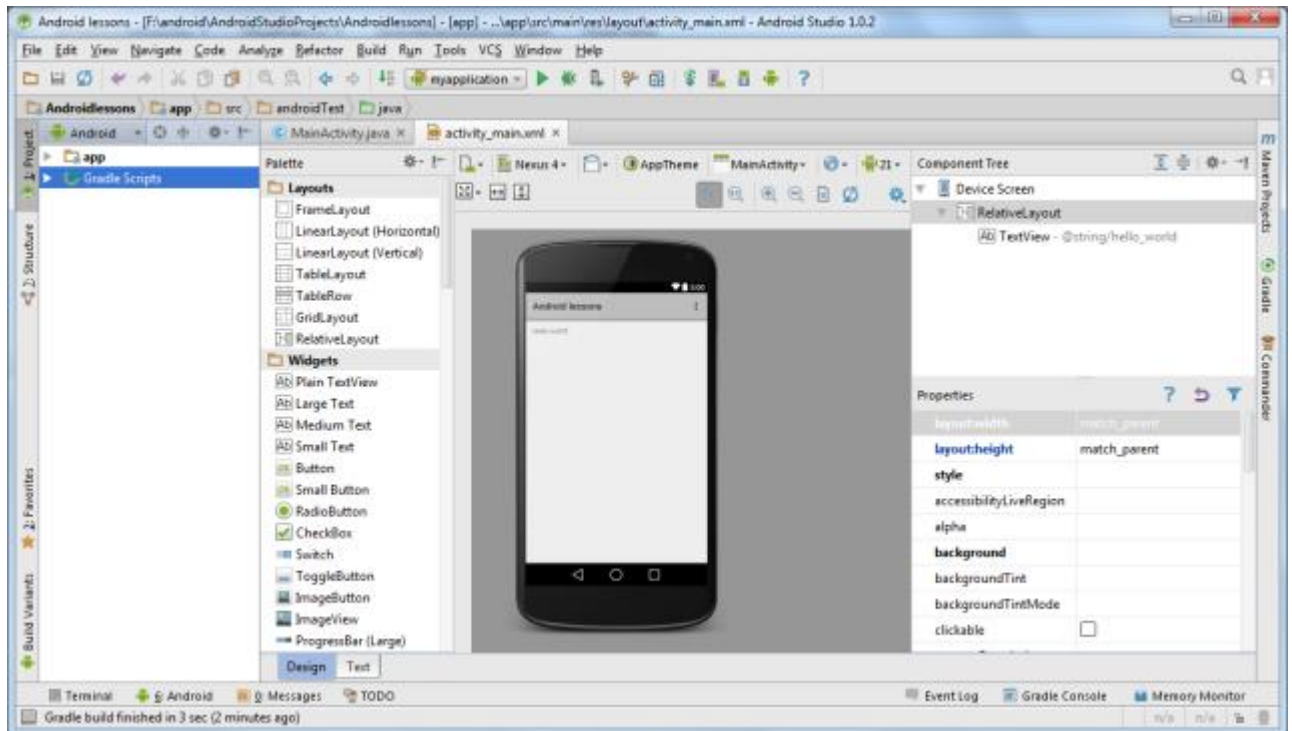 Android lessons - [F:\android\AndroidStudioProjects\Androidlessons] - [app] - ...\app\src\main\res\layout\activity_main.xml - Android Studio 1.0.2
File Edit View Navigate Code Analyze Refactor Build Run Tools VCS Window Help
myapplication
Androidlessons app src androidTest java
Android MainActivity.java activity_main.xml
1: Project
app
Gradle Scripts
Palette
Nexus 4 AppTheme MainActivity 21
Component Tree
Layouts
FrameLayout
LinearLayout (Horizontal)
LinearLayout (Vertical)
TableLayout
TableRow
GridLayout
RelativeLayout
Widgets
Plain TextView
Large Text
Medium Text
Small Text
Button
Small Button
RadioButton
CheckBox
Switch
ToggleButton
ImageButton
ImageView
ProgressBar (Large)
5:00
Android lessons
Device Screen
RelativeLayout
TextView - @string/hello_world
Properties
layout:width match_parent
layout:height match_parent
style
accessibilityLiveRegion
alpha
background
backgroundTint
backgroundTintMode
clickable
Maven Projects
Gradle
Commander
Z: Structure
2: Favorites
Build Variants
Design Text
Terminal 6: Android 0: Messages TODO
Event Log Gradle Console Memory Monitor
Gradle build finished in 3 sec (2 minutes ago)
n/a n/a